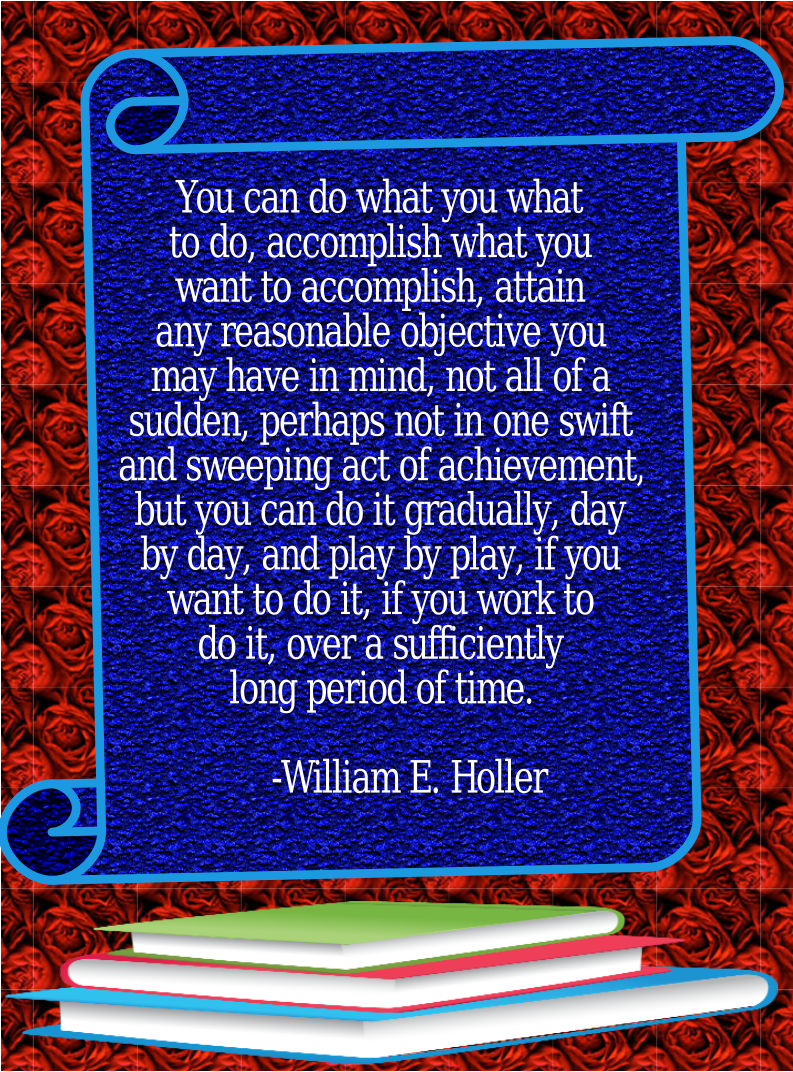 You can do what you what
to do, accomplish what you
want to accomplish, attain
any reasonable objective you
may have in mind, not all of a
sudden, perhaps not in one swift
and sweeping act of achievement,
but you can do it gradually, day
by day, and play by play, if you
want to do it, if you work to
do it, over a sufficiently
long period of time.
-William E. Holler